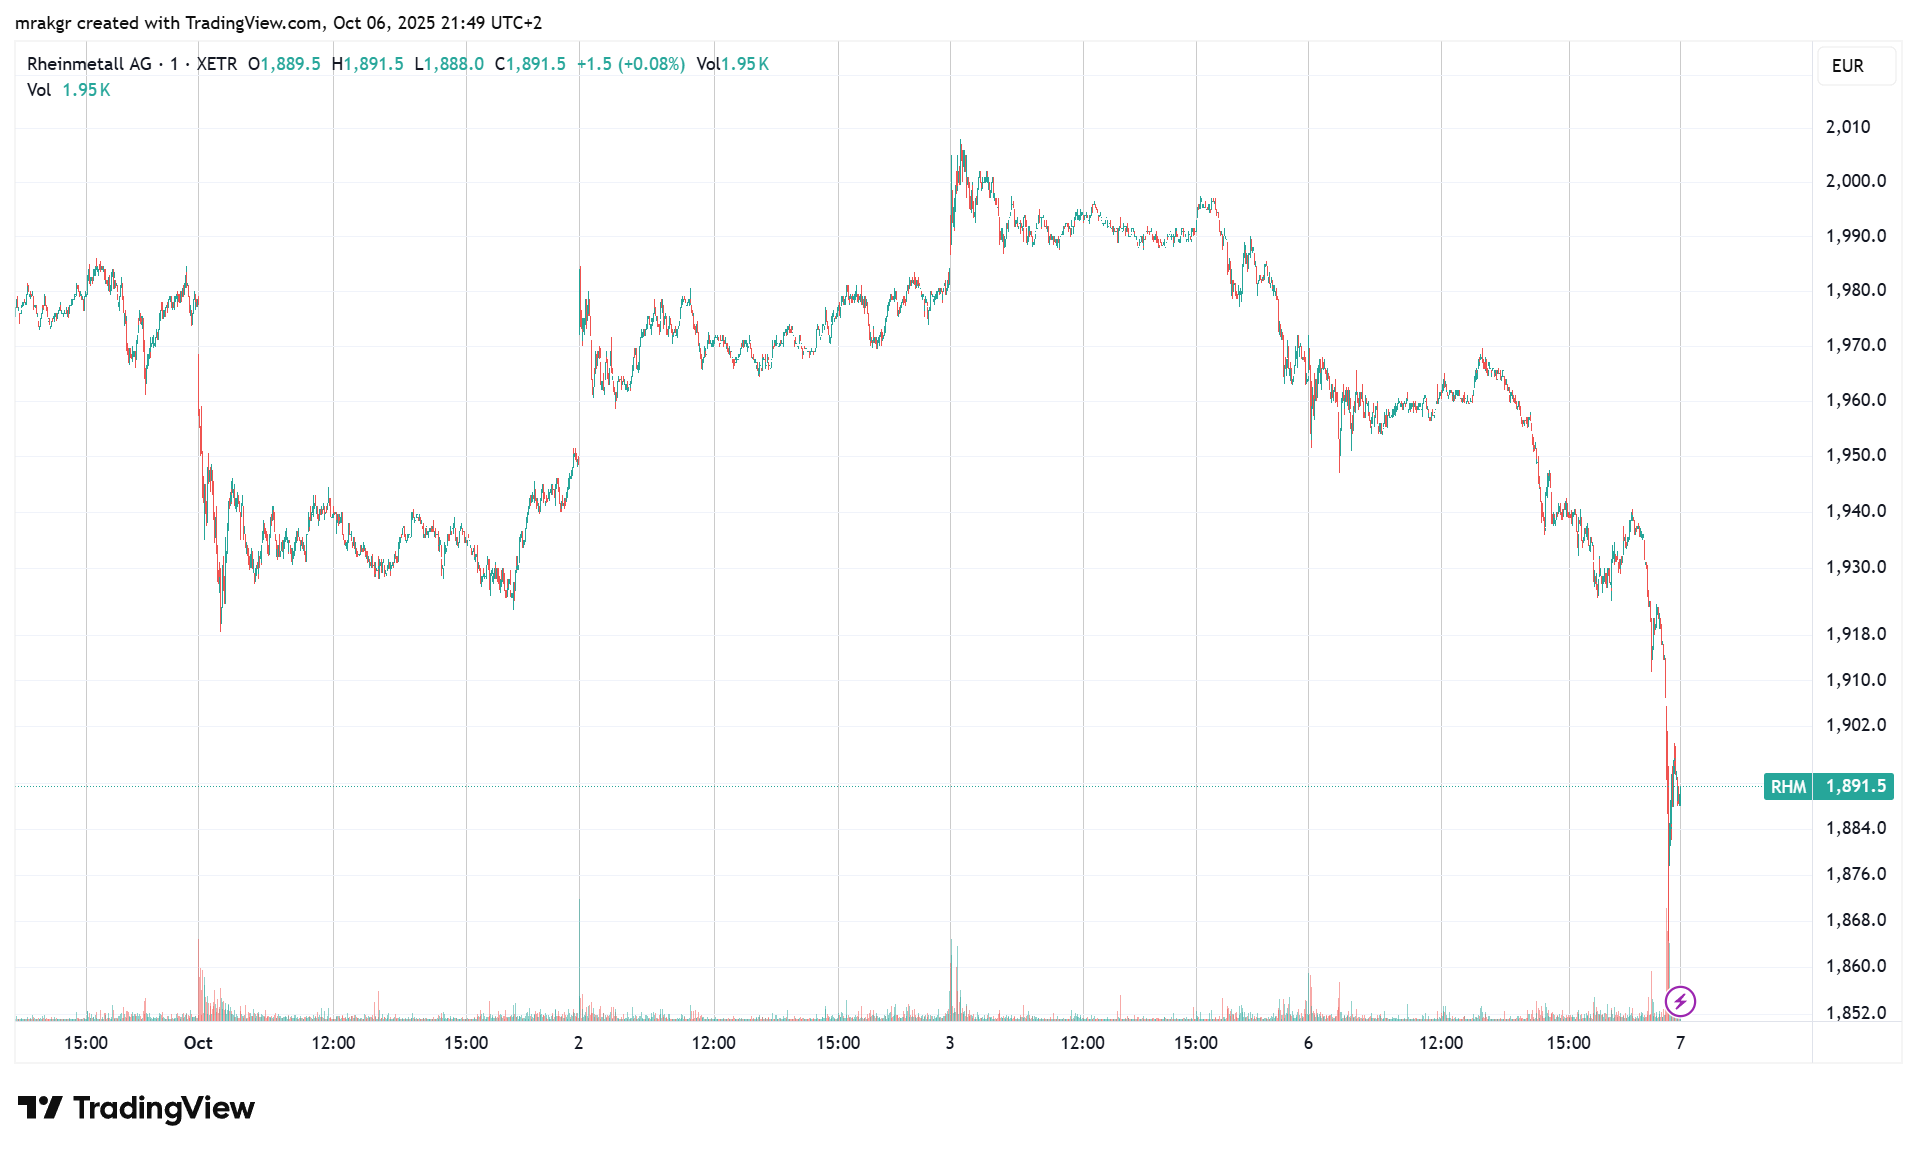 mrakgr created with TradingView.com, Oct 06, 2025 21:49 UTC+2
Rheinmetall AG · 1 · XETR O1,889.5 H1,891.5 L1,888.0 C1,891.5 +1.5 (+0.08%) Vol1.95 K
Vol 1.95 K
EUR
2,010
2,000.0
1,990.0
1,980.0
1,970.0
1,960.0
1,950.0
1,940.0
1,930.0
1,918.0
1,910.0
1,902.0
RHM 1,891.5
1,884.0
1,876.0
1,868.0
1,860.0
1,852.0
15:00 Oct 12:00 15:00 2 12:00 15:00 3 12:00 15:00 6 12:00 15:00 7
TradingView